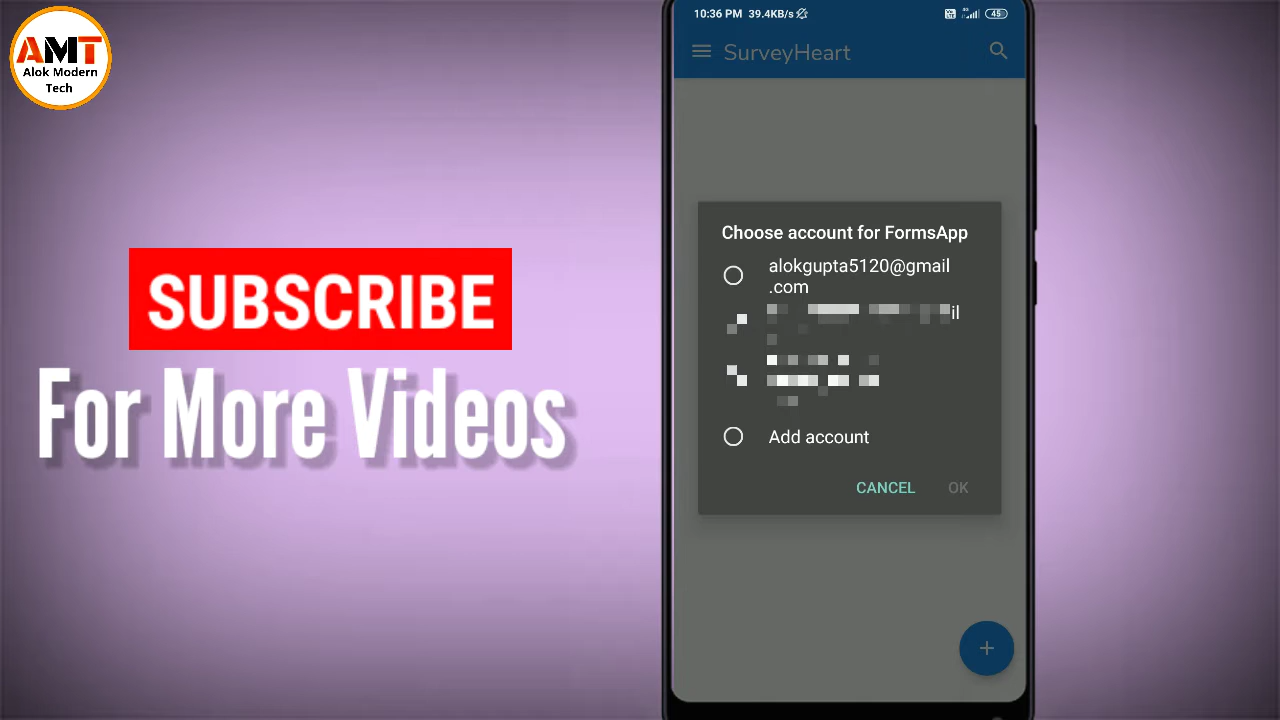 AMT
Alok Modern
Tech
SUBSCRIBE
For More Videos
10:36 PM 39.4KB/s
45
SurveyHeart
Choose account for FormsApp
alokgupta5120@gmail
.com
il
Add account
CANCEL OK